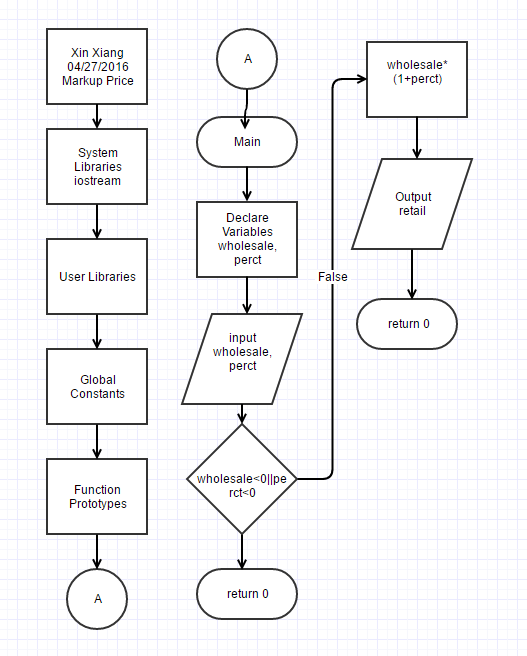 Xin Xiang
04/27/2016
Markup Price
System
Libraries
iostream
User Libraries
Global
Constants
Function
Prototypes
A
A
Main
Declare
Variables
wholesale,
perct
input
wholesale,
perct
wholesale<0||pe
rct<0
return 0
False
wholesale*
(1+perct)
Output
retail
return 0